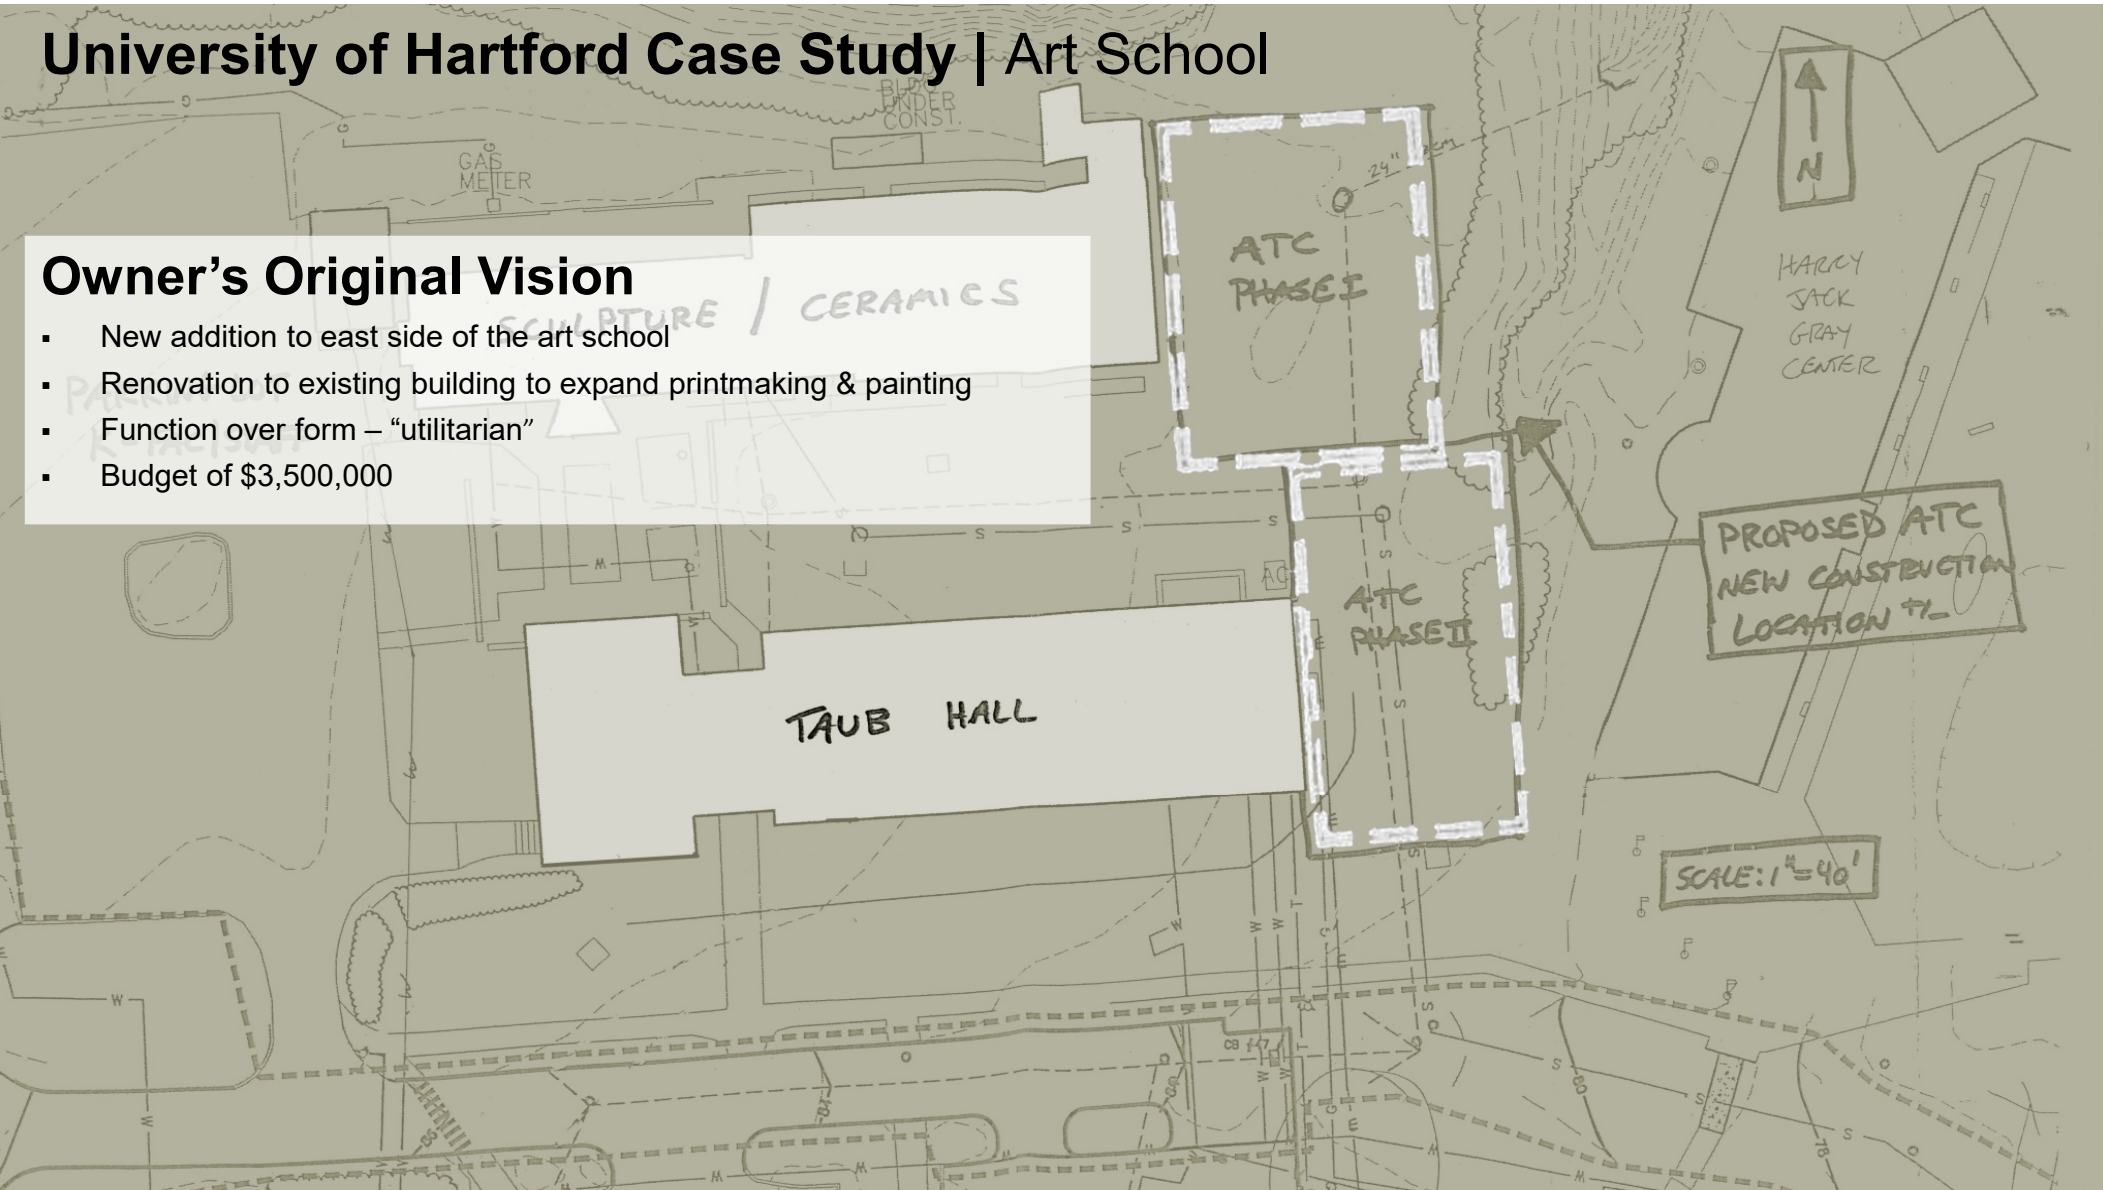 University of Hartford Case Study | Art School
BLDG
UNDER
CONST.
GAS
METER
24"
N
ATC
PHASE I
HARRY
JACK
GRAY
CENTER
Owner’s Original Vision
SCULPTURE / CERAMICS
▪ New addition to east side of the art school
▪ Renovation to existing building to expand printmaking & painting
▪ Function over form – “utilitarian”
▪ Budget of $3,500,000
PARKING LOT
PROPOSED ATC
NEW CONSTRUCTION
LOCATION +/-
AC
ATC
PHASE II
TAUB HALL
SCALE: 1"=40'